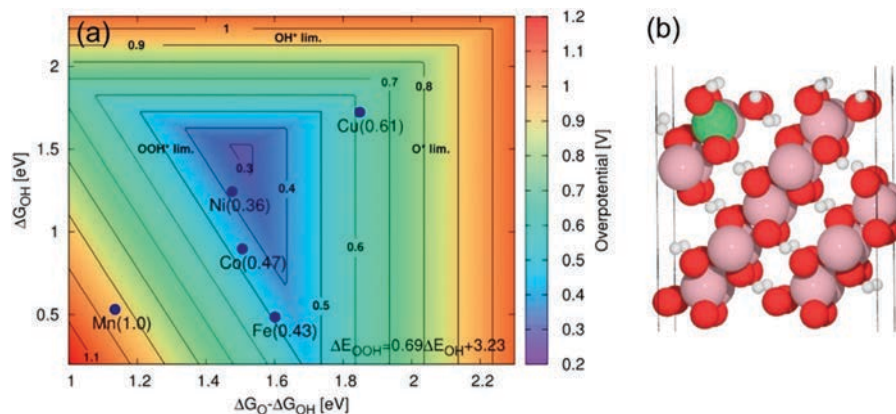 (a)
(b)
1
OH* lim.
0.9
0.8
0.7
0.6
0.5
0.4
0.3
1.1
OOH* lim.
O* lim.
Cu(0.61)
Ni(0.36)
Co(0.47)
Fe(0.43)
Mn(1.0)
ΔE_OOH=0.69ΔE_OH+3.23
ΔG_OH [eV]
2
1.5
1
0.5
1 1.2 1.4 1.6 1.8 2 2.2
ΔG_O-ΔG_OH [eV]
1.2
1.1
1
0.9
0.8
0.7
0.6
0.5
0.4
0.3
0.2
Overpotential [V]